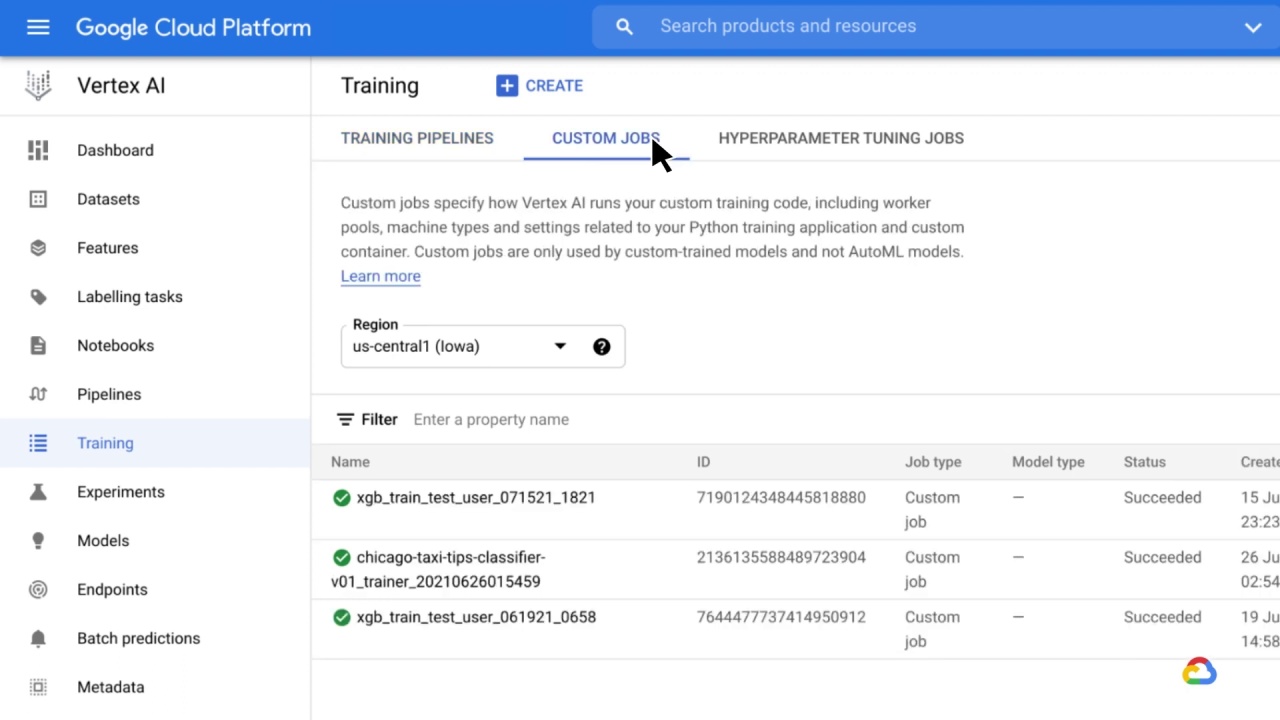 Google Cloud Platform
Search products and resources
Vertex AI
Training
CREATE
Dashboard
Datasets
Features
Labelling tasks
Notebooks
Pipelines
Training
Experiments
Models
Endpoints
Batch predictions
Metadata
TRAINING PIPELINES
CUSTOM JOBS
HYPERPARAMETER TUNING JOBS
Custom jobs specify how Vertex AI runs your custom training code, including worker
pools, machine types and settings related to your Python training application and custom
container. Custom jobs are only used by custom-trained models and not AutoML models.
Learn more
Region
us-central1 (Iowa)
Filter Enter a property name
Name ID Job type Model type Status Create
xgb_train_test_user_071521_1821 7190124348445818880 Custom — Succeeded 15 Ju
job 23:23
chicago-taxi-tips-classifier- 2136135588489723904 Custom — Succeeded 26 Ju
v01_trainer_20210626015459 job 02:54
xgb_train_test_user_061921_0658 7644477737414950912 Custom — Succeeded 19 Ju
job 14:58